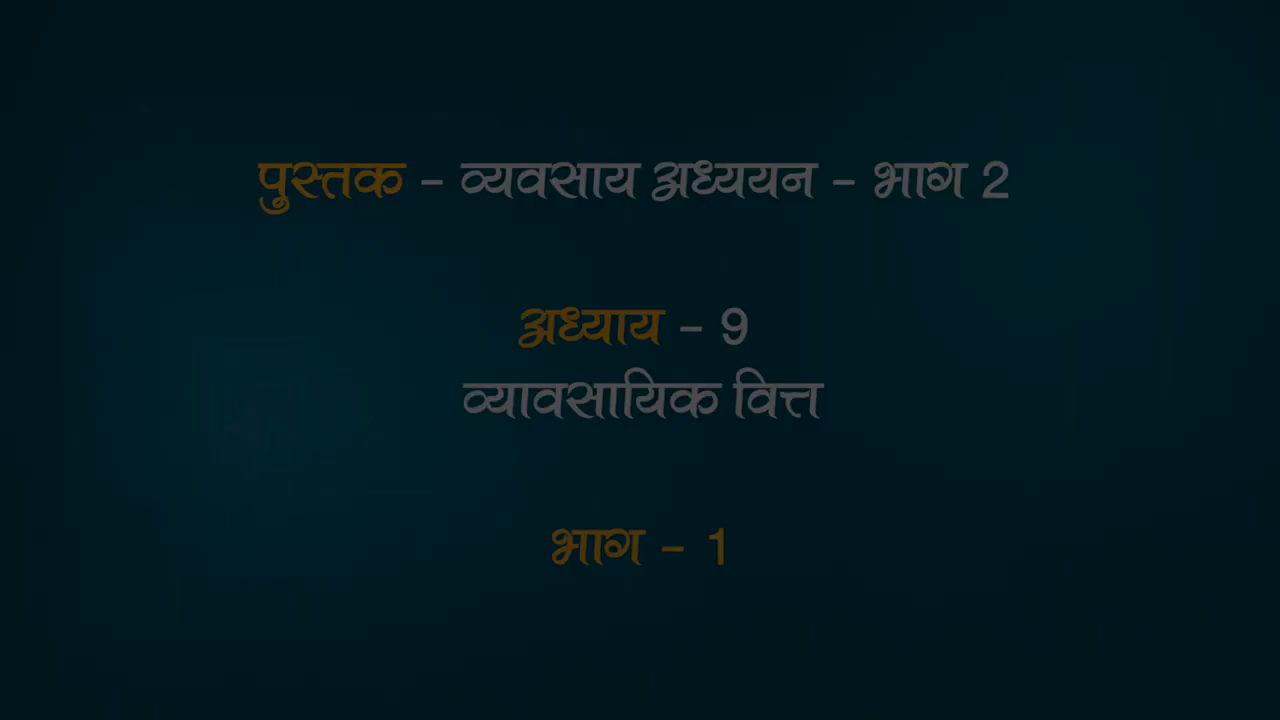 पुस्तक - व्यवसाय अध्ययन - भाग 2
अध्याय - 9
व्यावसायिक वित्त
भाग - 1